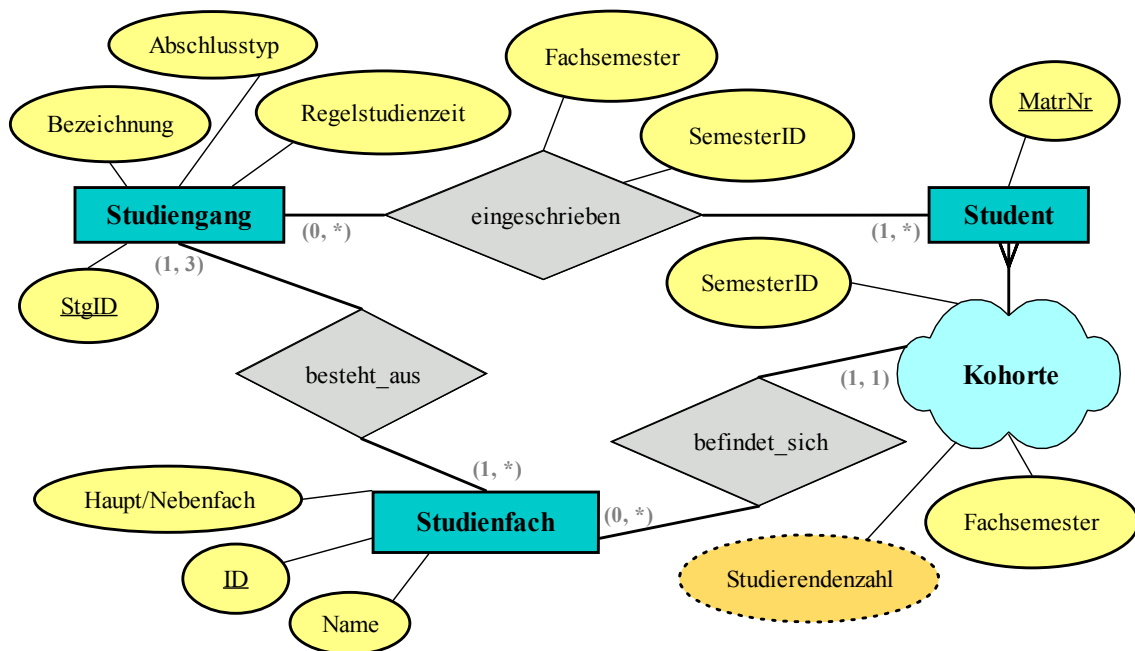 Abschlusstyp
Fachsemester
Bezeichnung
Regelstudienzeit
SemesterID
MatrNr
Studiengang
eingeschrieben
Student
(0, *)
(1, *)
(1, 3)
StgID
SemesterID
besteht_aus
Kohorte
(1, 1)
befindet_sich
(1, *)
Haupt/Nebenfach
Studienfach
(0, *)
Fachsemester
ID
Studierendenzahl
Name